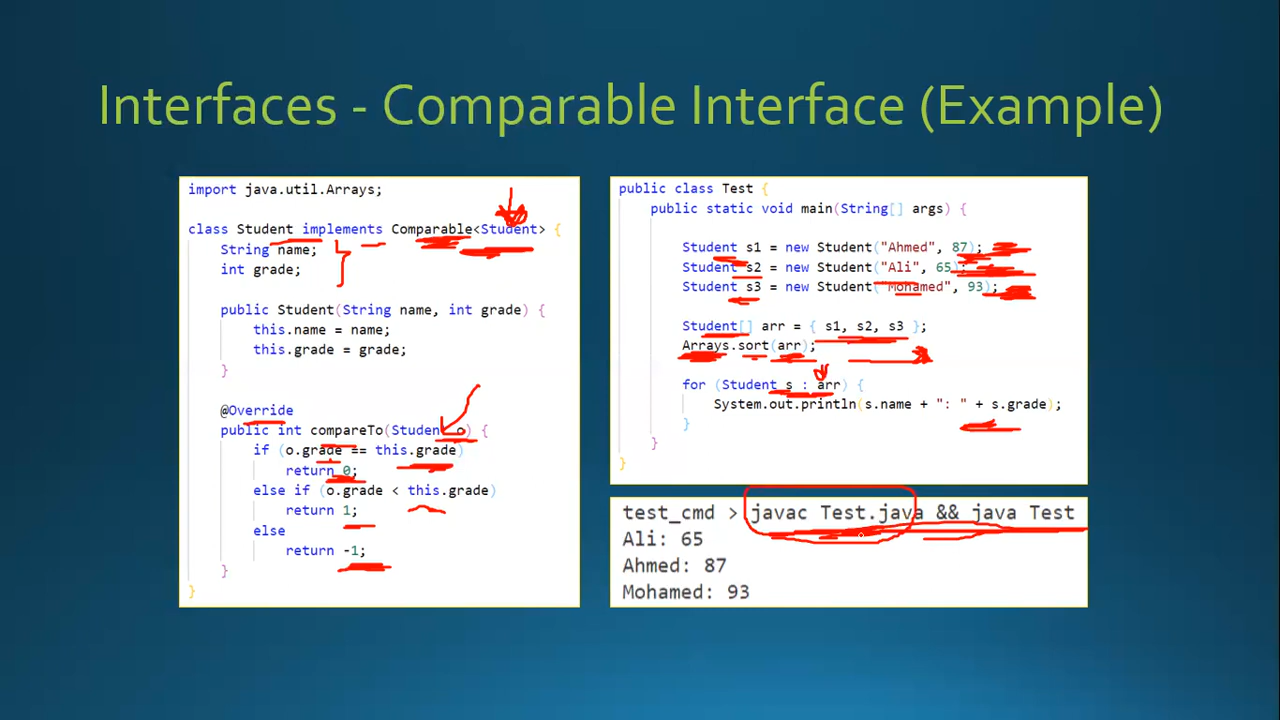 Interfaces - Comparable Interface (Example)
import java.util.Arrays;
class Student implements Comparable<Student> {
String name;
int grade;
public Student(String name, int grade) {
this.name = name;
this.grade = grade;
}
@Override
public int compareTo(Student o) {
if (o.grade == this.grade)
return 0;
else if (o.grade < this.grade)
return 1;
else
return -1;
}
}
public class Test {
public static void main(String[] args) {
Student s1 = new Student("Ahmed", 87);
Student s2 = new Student("Ali", 65);
Student s3 = new Student("Mohamed", 93);
Student[] arr = { s1, s2, s3 };
Arrays.sort(arr);
for (Student s : arr) {
System.out.println(s.name + ": " + s.grade);
}
}
}
test_cmd > javac Test.java && java Test
Ali: 65
Ahmed: 87
Mohamed: 93